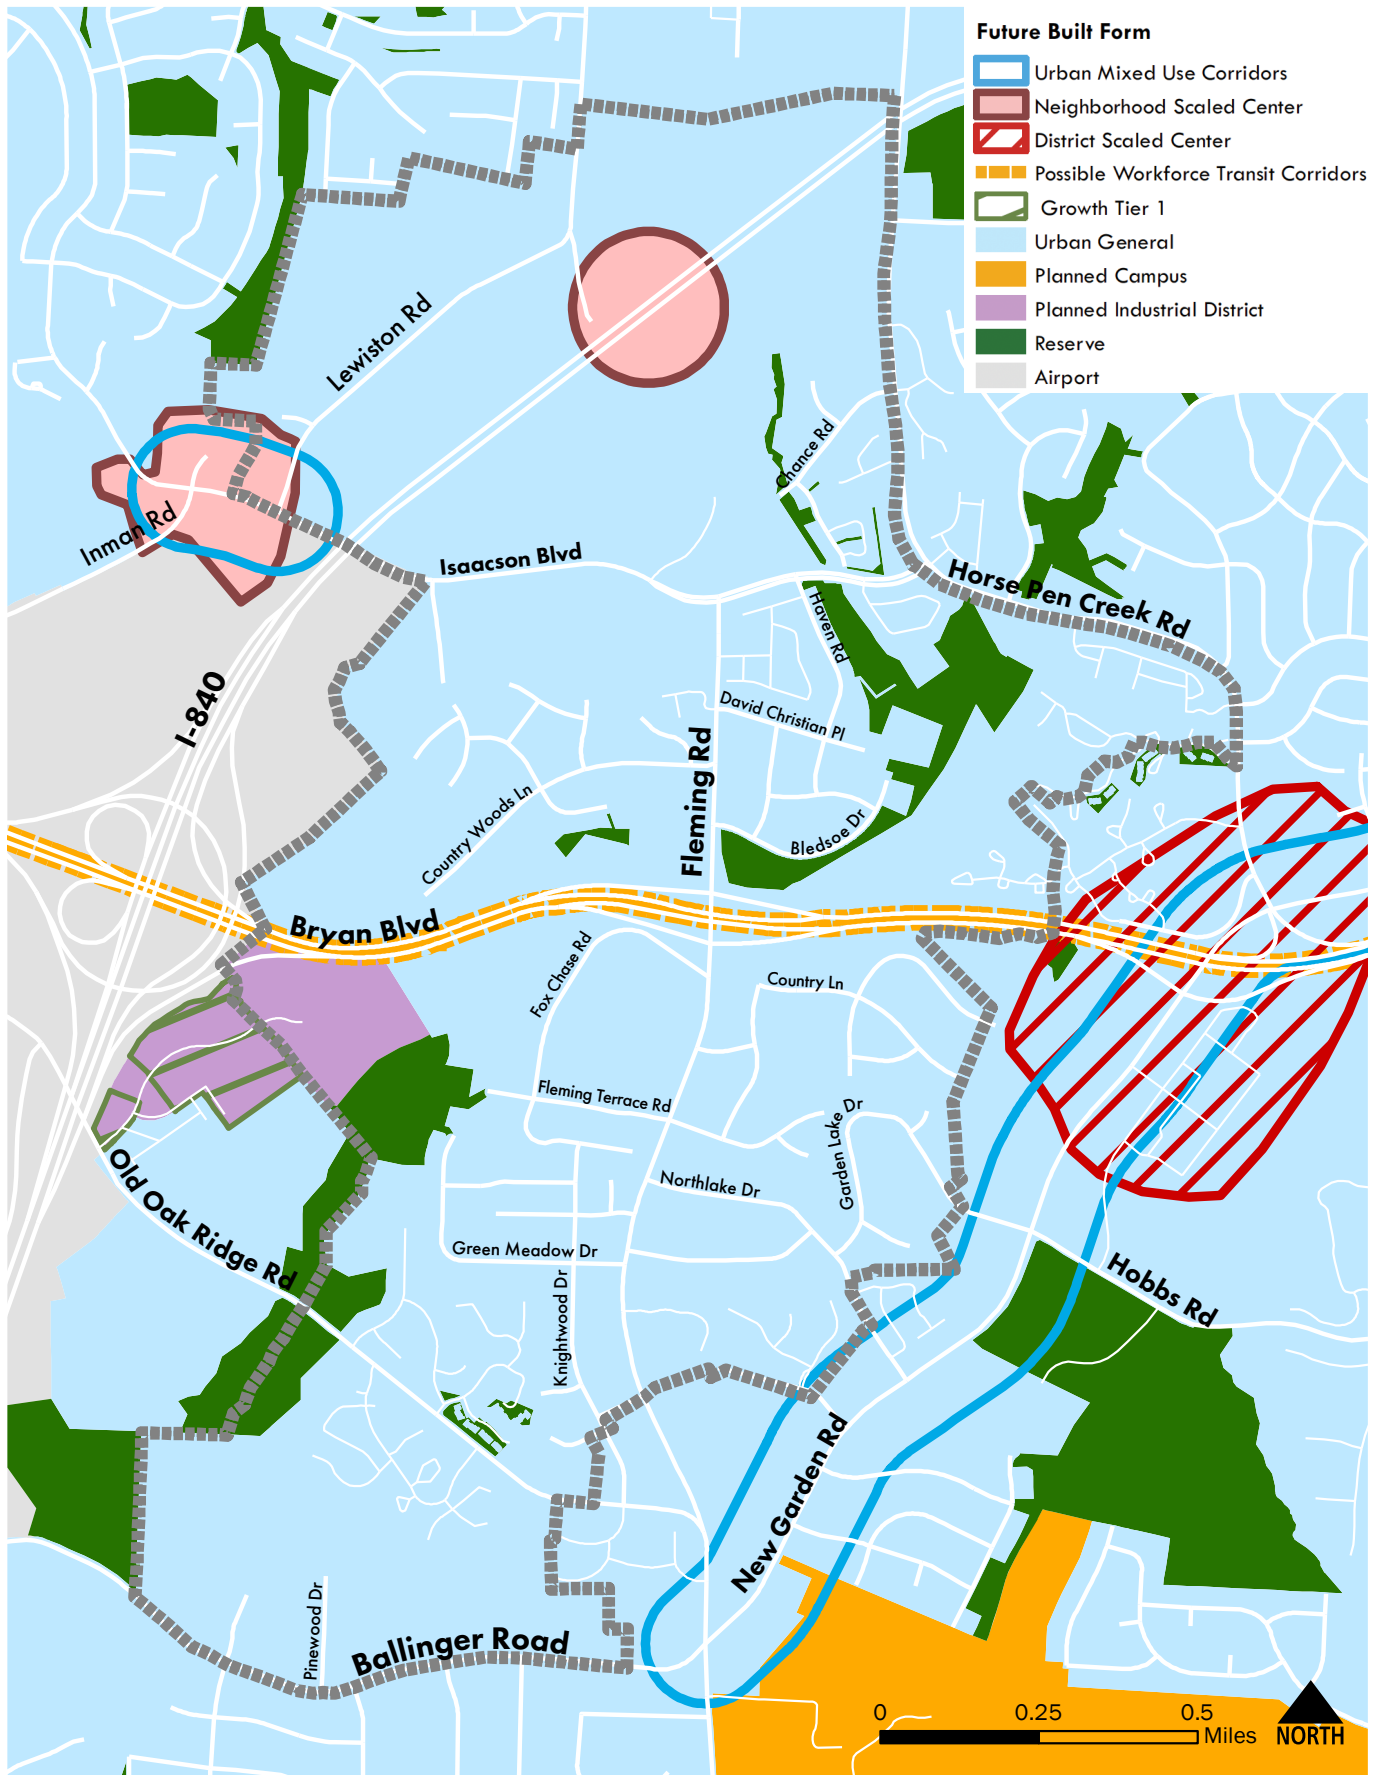 Future Built Form
Urban Mixed Use Corridors
Neighborhood Scaled Center
District Scaled Center
Possible Workforce Transit Corridors
Growth Tier 1
Urban General
Planned Campus
Planned Industrial District
Reserve
Airport
Lewiston Rd
Chance Rd
Inman Rd
Isaacson Blvd
Horse Pen Creek Rd
Haven Rd
I-840
David Christian Pl
Fleming Rd
Country Woods Ln
Bledsoe Dr
Bryan Blvd
Fox Chase Rd
Country Ln
Fleming Terrace Rd
Garden Lake Dr
Old Oak Ridge Rd
Northlake Dr
Green Meadow Dr
Hobbs Rd
Knightwood Dr
New Garden Rd
Pinewood Dr
Ballinger Road
0 0.25 0.5
Miles
NORTH